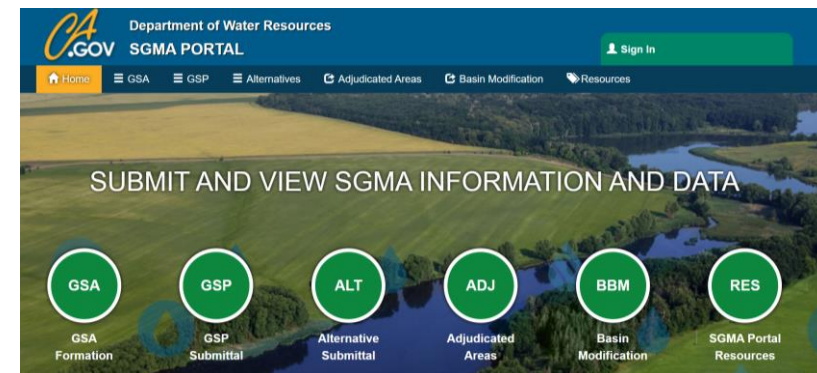 CA
.GOV
Department of Water Resources
SGMA PORTAL
Sign In
Home GSA GSP Alternatives Adjudicated Areas Basin Modification Resources
SUBMIT AND VIEW SGMA INFORMATION AND DATA
GSA GSP ALT ADJ BBM RES
GSA GSP Alternative Adjudicated Basin SGMA Portal
Formation Submittal Submittal Areas Modification Resources